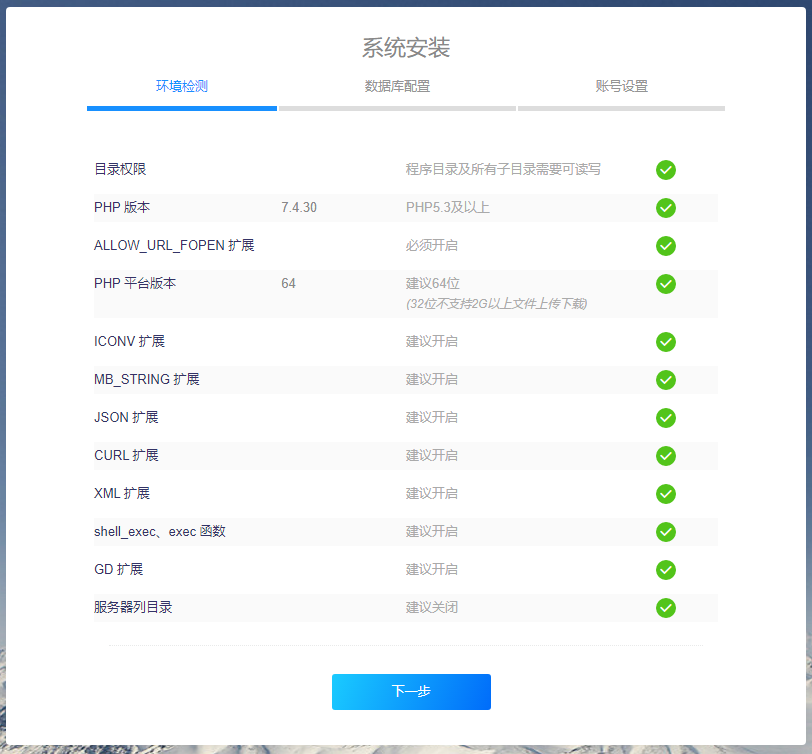 系统安装
环境检测 数据库配置 账号设置
目录权限 程序目录及所有子目录需要可读写
PHP 版本 7.4.30 PHP5.3及以上
ALLOW_URL_FOPEN 扩展 必须开启
PHP 平台版本 64 建议64位
(32位不支持2G以上文件上传下载)
ICONV 扩展 建议开启
MB_STRING 扩展 建议开启
JSON 扩展 建议开启
CURL 扩展 建议开启
XML 扩展 建议开启
shell_exec、exec 函数 建议开启
GD 扩展 建议开启
服务器列目录 建议关闭
下一步